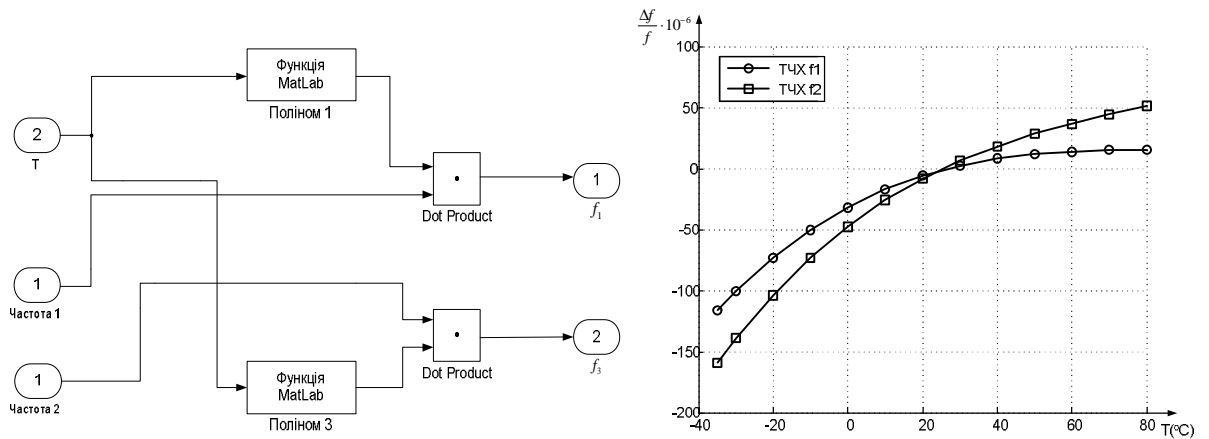 Функція
MatLab
Поліном 1
2
T
Dot Product
1
f₁
1
Частота 1
1
Частота 2
Dot Product
2
f₃
Функція
MatLab
Поліном 3
Δf/f · 10⁻⁶
100
50
0
-50
-100
-150
-200
ТЧХ f1
ТЧХ f2
-40
-20
0
20
40
60
80
T(°C)